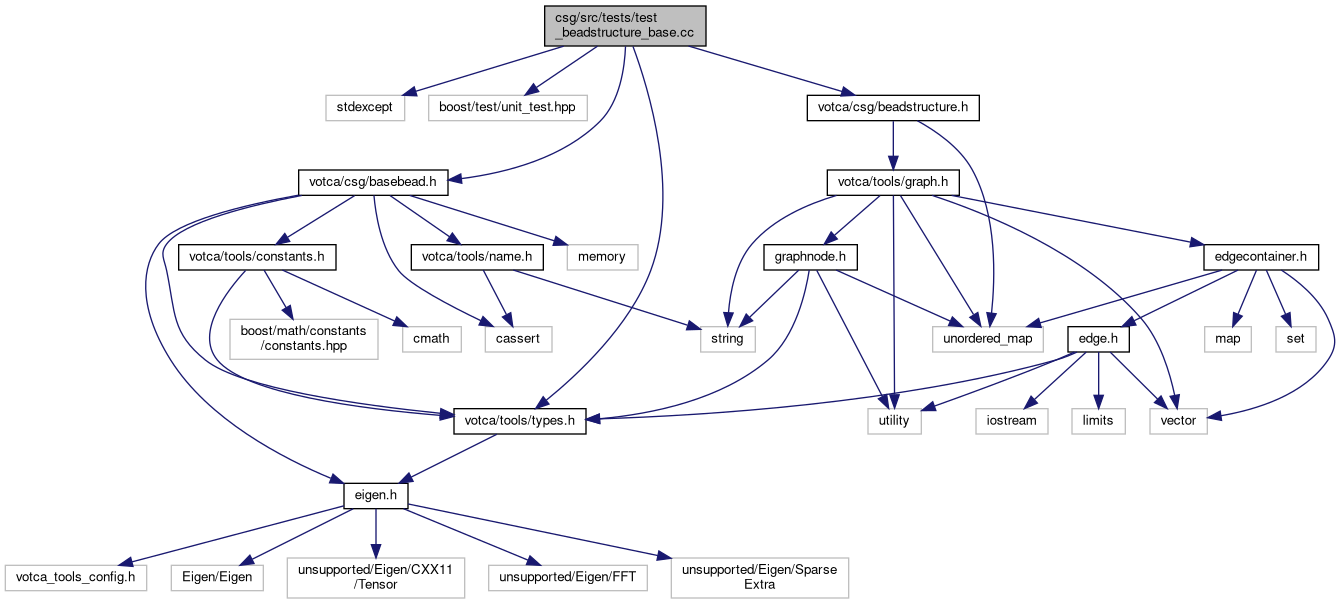 csg/src/tests/test
_beadstructure_base.cc
stdexcept
boost/test/unit_test.hpp
votca/csg/beadstructure.h
votca/csg/basebead.h
votca/tools/graph.h
votca/tools/constants.h
votca/tools/name.h
memory
graphnode.h
edgecontainer.h
boost/math/constants
/constants.hpp
cmath
cassert
string
unordered_map
edge.h
map
set
votca/tools/types.h
utility
iostream
limits
vector
eigen.h
votca_tools_config.h
Eigen/Eigen
unsupported/Eigen/CXX11
/Tensor
unsupported/Eigen/FFT
unsupported/Eigen/Sparse
Extra